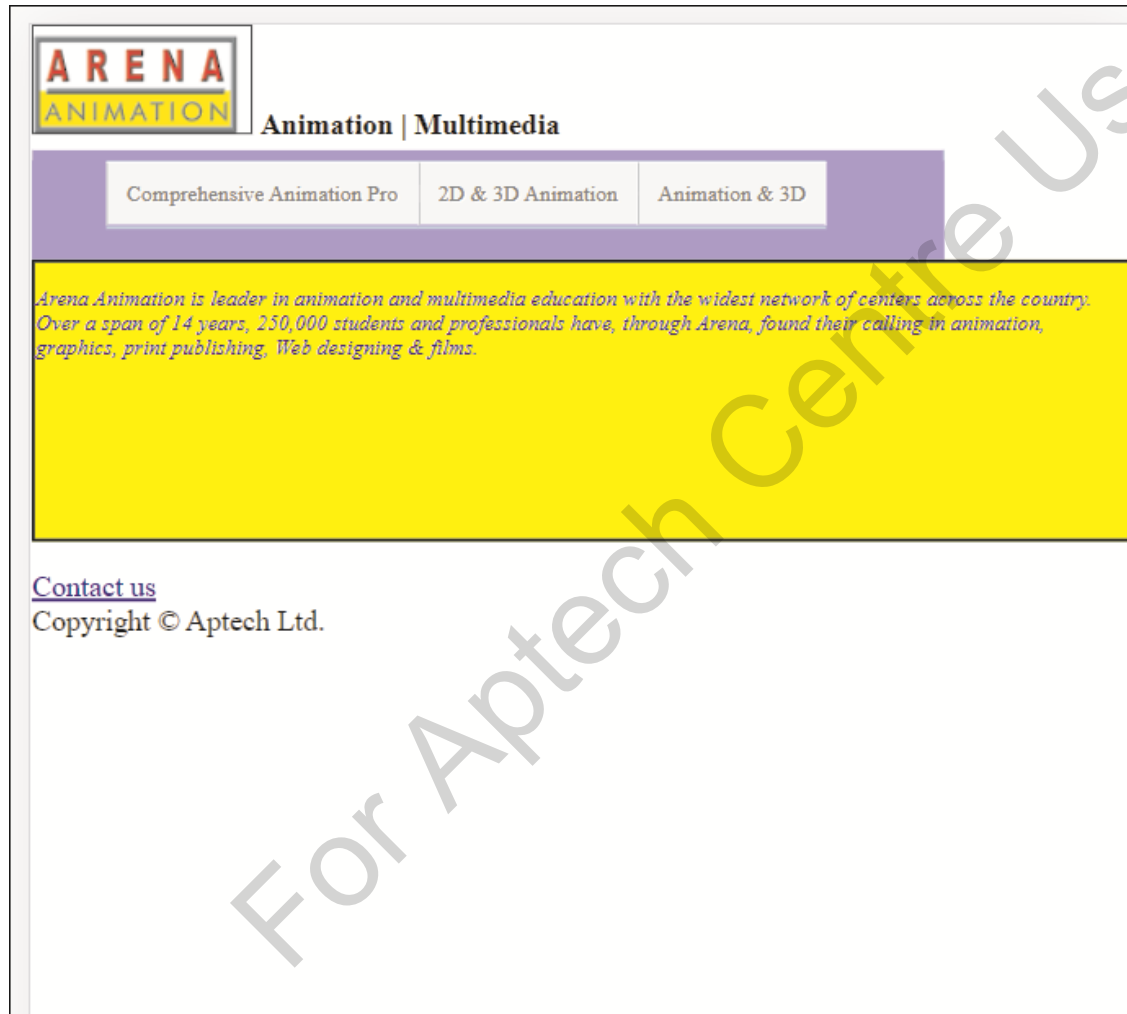 ARENA
ANIMATION
Animation | Multimedia
Comprehensive Animation Pro
2D & 3D Animation
Animation & 3D
Arena Animation is leader in animation and multimedia education with the widest network of centers across the country.
Over a span of 14 years, 250,000 students and professionals have, through Arena, found their calling in animation,
graphics, print publishing, Web designing & films.
Contact us
Copyright © Aptech Ltd.
For Aptech Centre Us